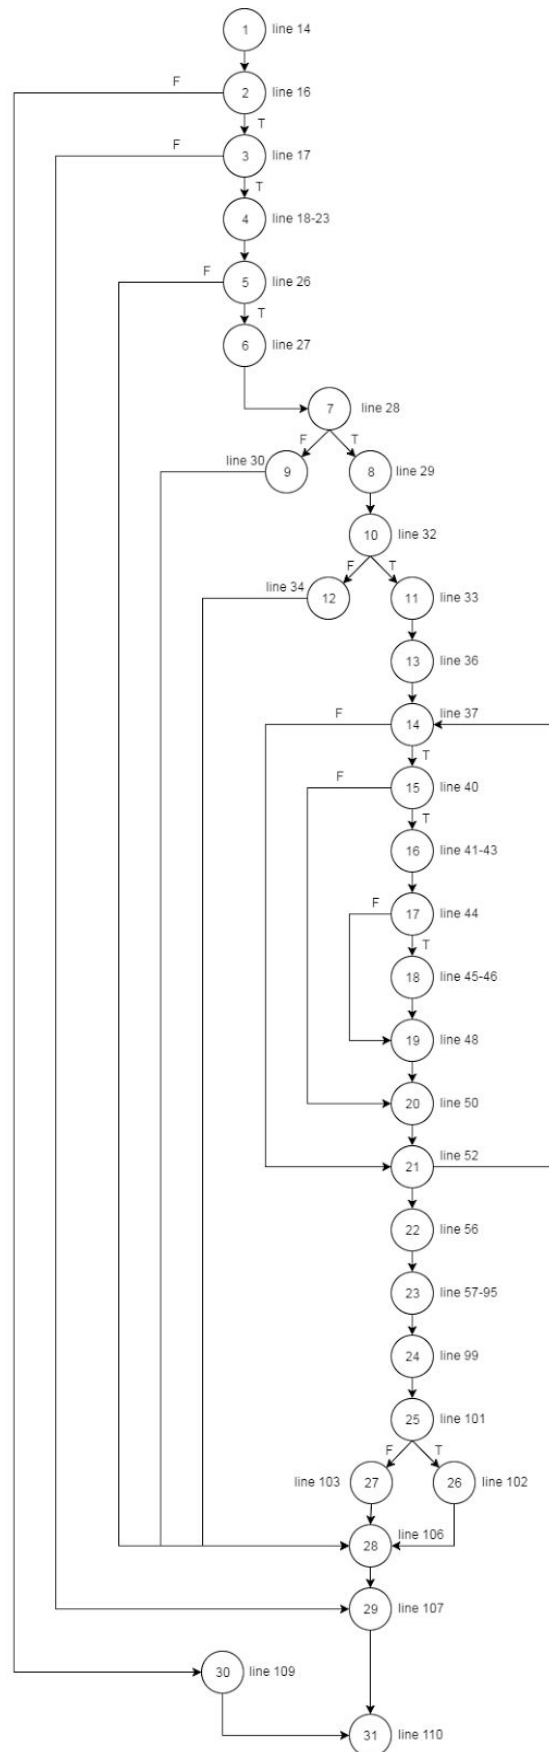 1 line 14
F
2 line 16
T
F
3 line 17
T
4 line 18-23
F
5 line 26
T
6 line 27
7 line 28
F T
line 30 9 8 line 29
10 line 32
F T
line 34 12 11 line 33
13 line 36
F 14 line 37
T
F 15 line 40
T
16 line 41-43
F 17 line 44
T
18 line 45-46
19 line 48
20 line 50
21 line 52
22 line 56
23 line 57-95
24 line 99
25 line 101
F T
line 103 27 26 line 102
28 line 106
29 line 107
30 line 109
31 line 110